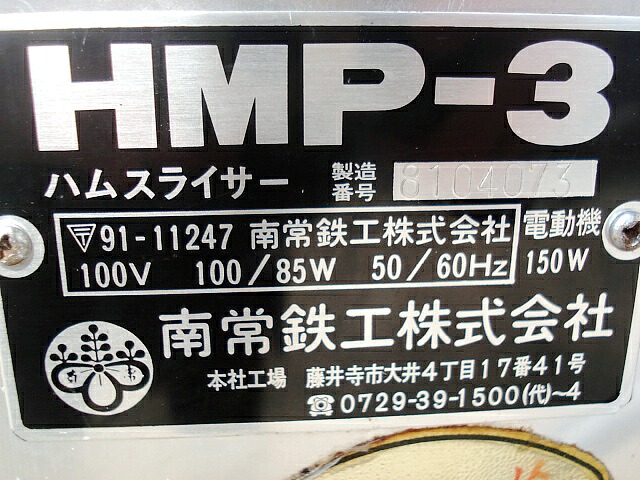 HMP-3
ハムスライサー 製造番号 8104073
〒91-11247 南常鉄工株式会社 電動機
100V 100/85W 50/60Hz 150W
南常鉄工株式会社
本社工場 藤井寺市大井4丁目17番41号
☎0729-39-1500(代)~4